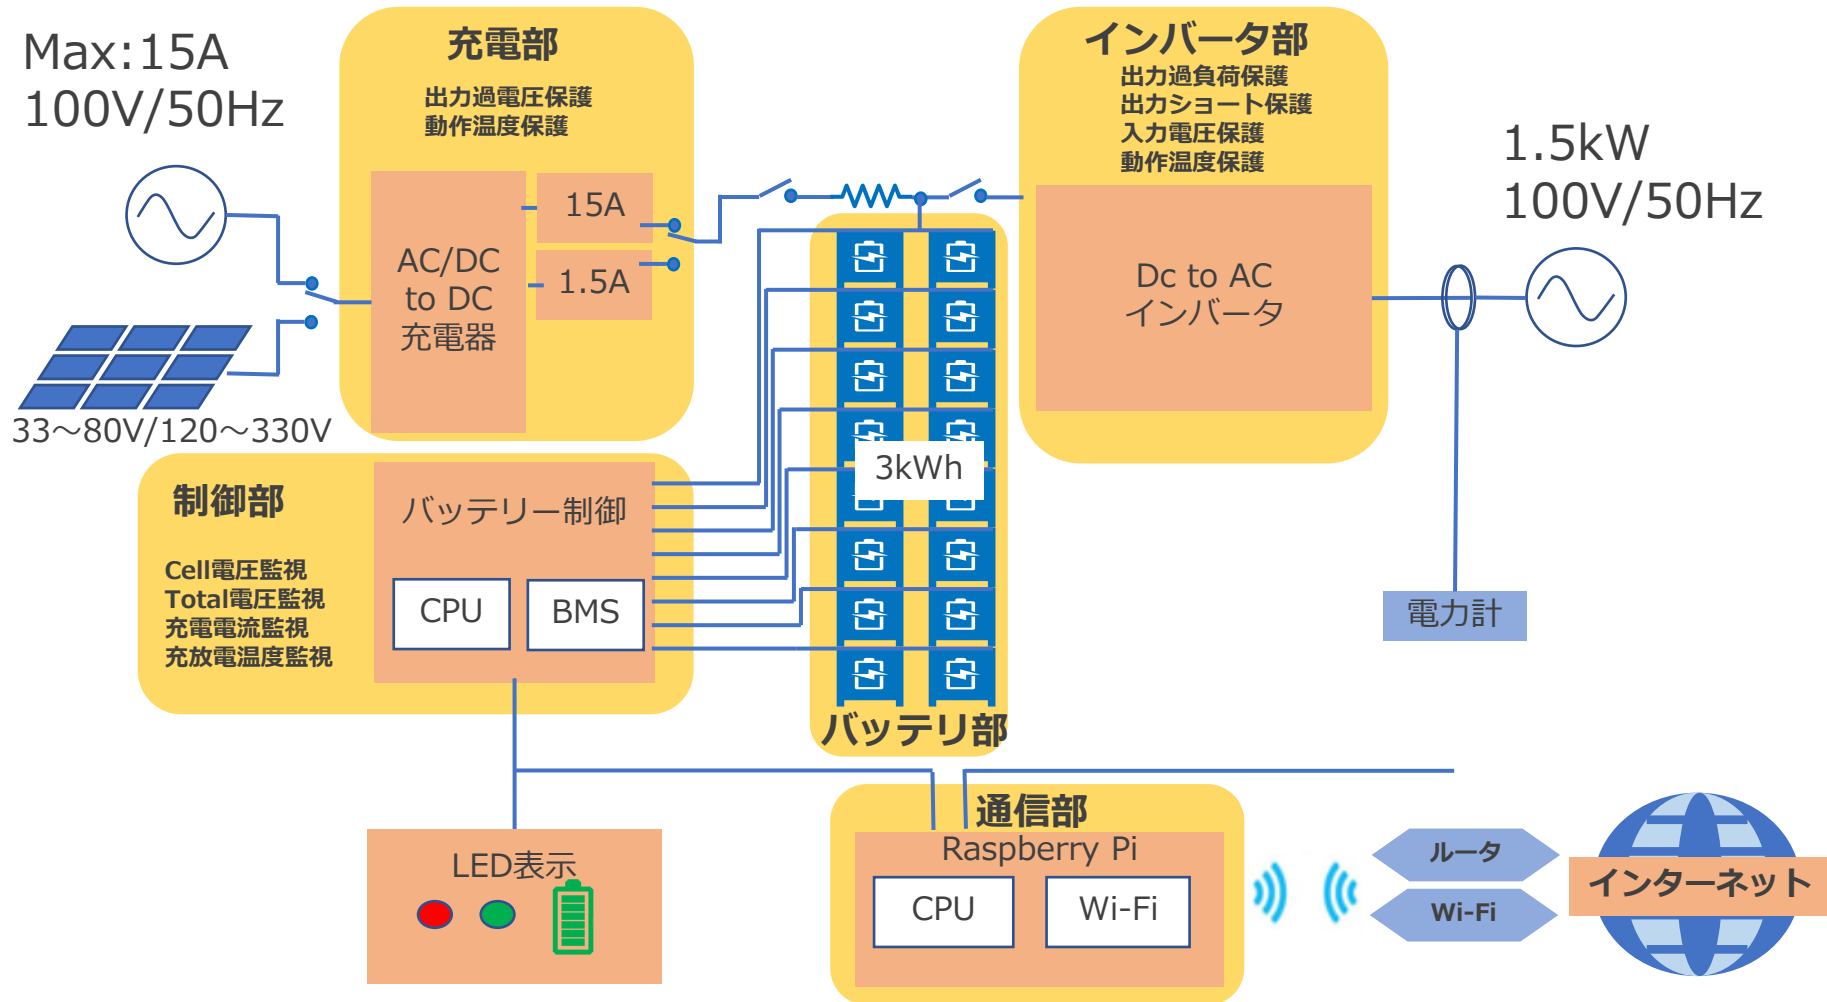 Max:15A
100V/50Hz
充電部
出力過電圧保護
動作温度保護
15A
1.5A
AC/DC
to DC
充電器
33～80V/120～330V
インバータ部
出力過負荷保護
出力ショート保護
入力電圧保護
動作温度保護
Dc to AC
インバータ
1.5kW
100V/50Hz
電力計
3kWh
バッテリ部
制御部
Cell電圧監視
Total電圧監視
充電電流監視
充放電温度監視
バッテリー制御
CPU
BMS
LED表示
通信部
Raspberry Pi
CPU
Wi-Fi
ルータ
Wi-Fi
インターネット